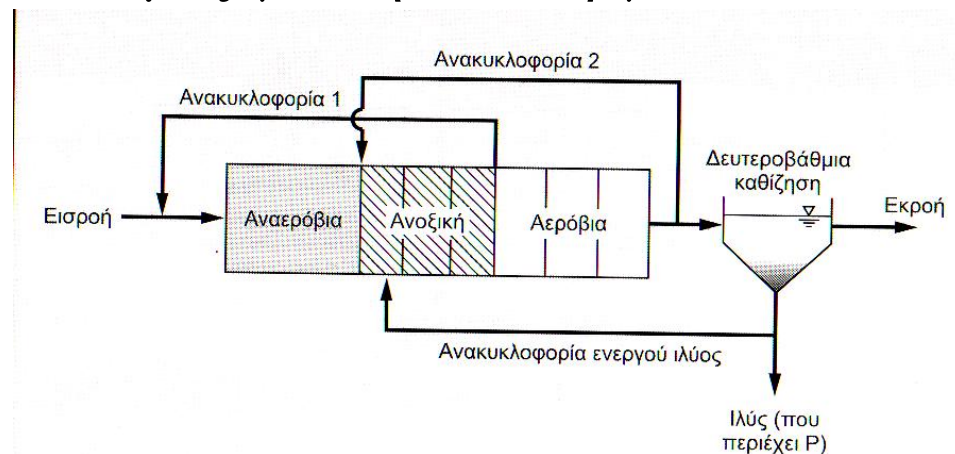 Ανακυκλοφορία 2
Ανακυκλοφορία 1
Δευτεροβάθμια
καθίζηση
Εισροή
Αναερόβια
Ανοξική
Αερόβια
Εκροή
Ανακυκλοφορία ενεργού ιλύος
Ιλύς (που
περιέχει P)